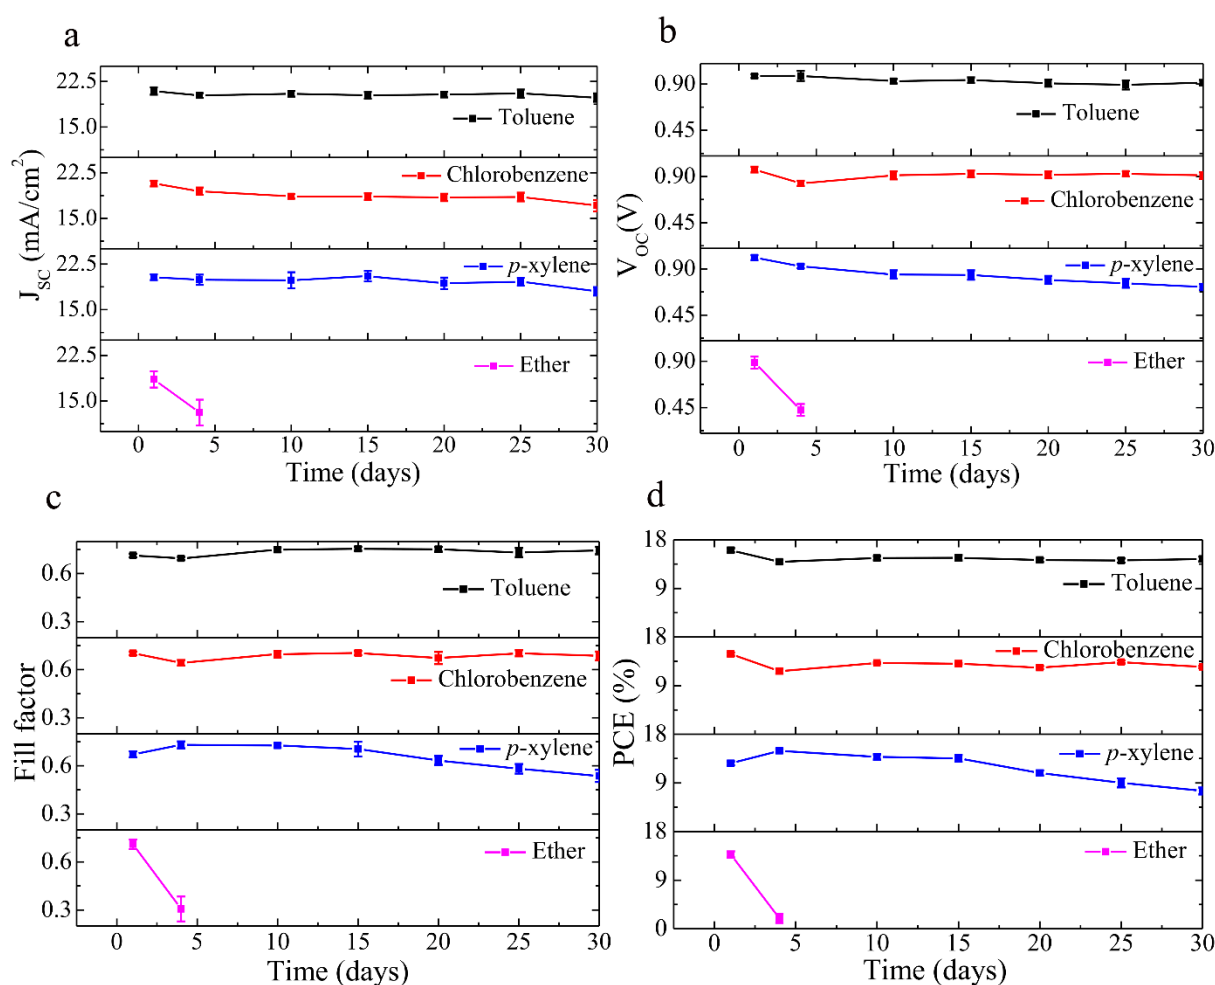 a
J_SC (mA/cm²)
22.5
15.0
Toluene
22.5
15.0
Chlorobenzene
22.5
15.0
p-xylene
22.5
15.0
Ether
0 5 10 15 20 25 30
Time (days)
b
V_OC(V)
0.90
0.45
Toluene
0.90
0.45
Chlorobenzene
0.90
0.45
p-xylene
0.90
0.45
Ether
0 5 10 15 20 25 30
Time (days)
c
Fill factor
0.6
0.3
Toluene
0.6
0.3
Chlorobenzene
0.6
0.3
p-xylene
0.6
0.3
Ether
0 5 10 15 20 25 30
Time (days)
d
PCE (%)
18
9
Toluene
18
9
Chlorobenzene
18
9
p-xylene
18
9
0
Ether
0 5 10 15 20 25 30
Time (days)